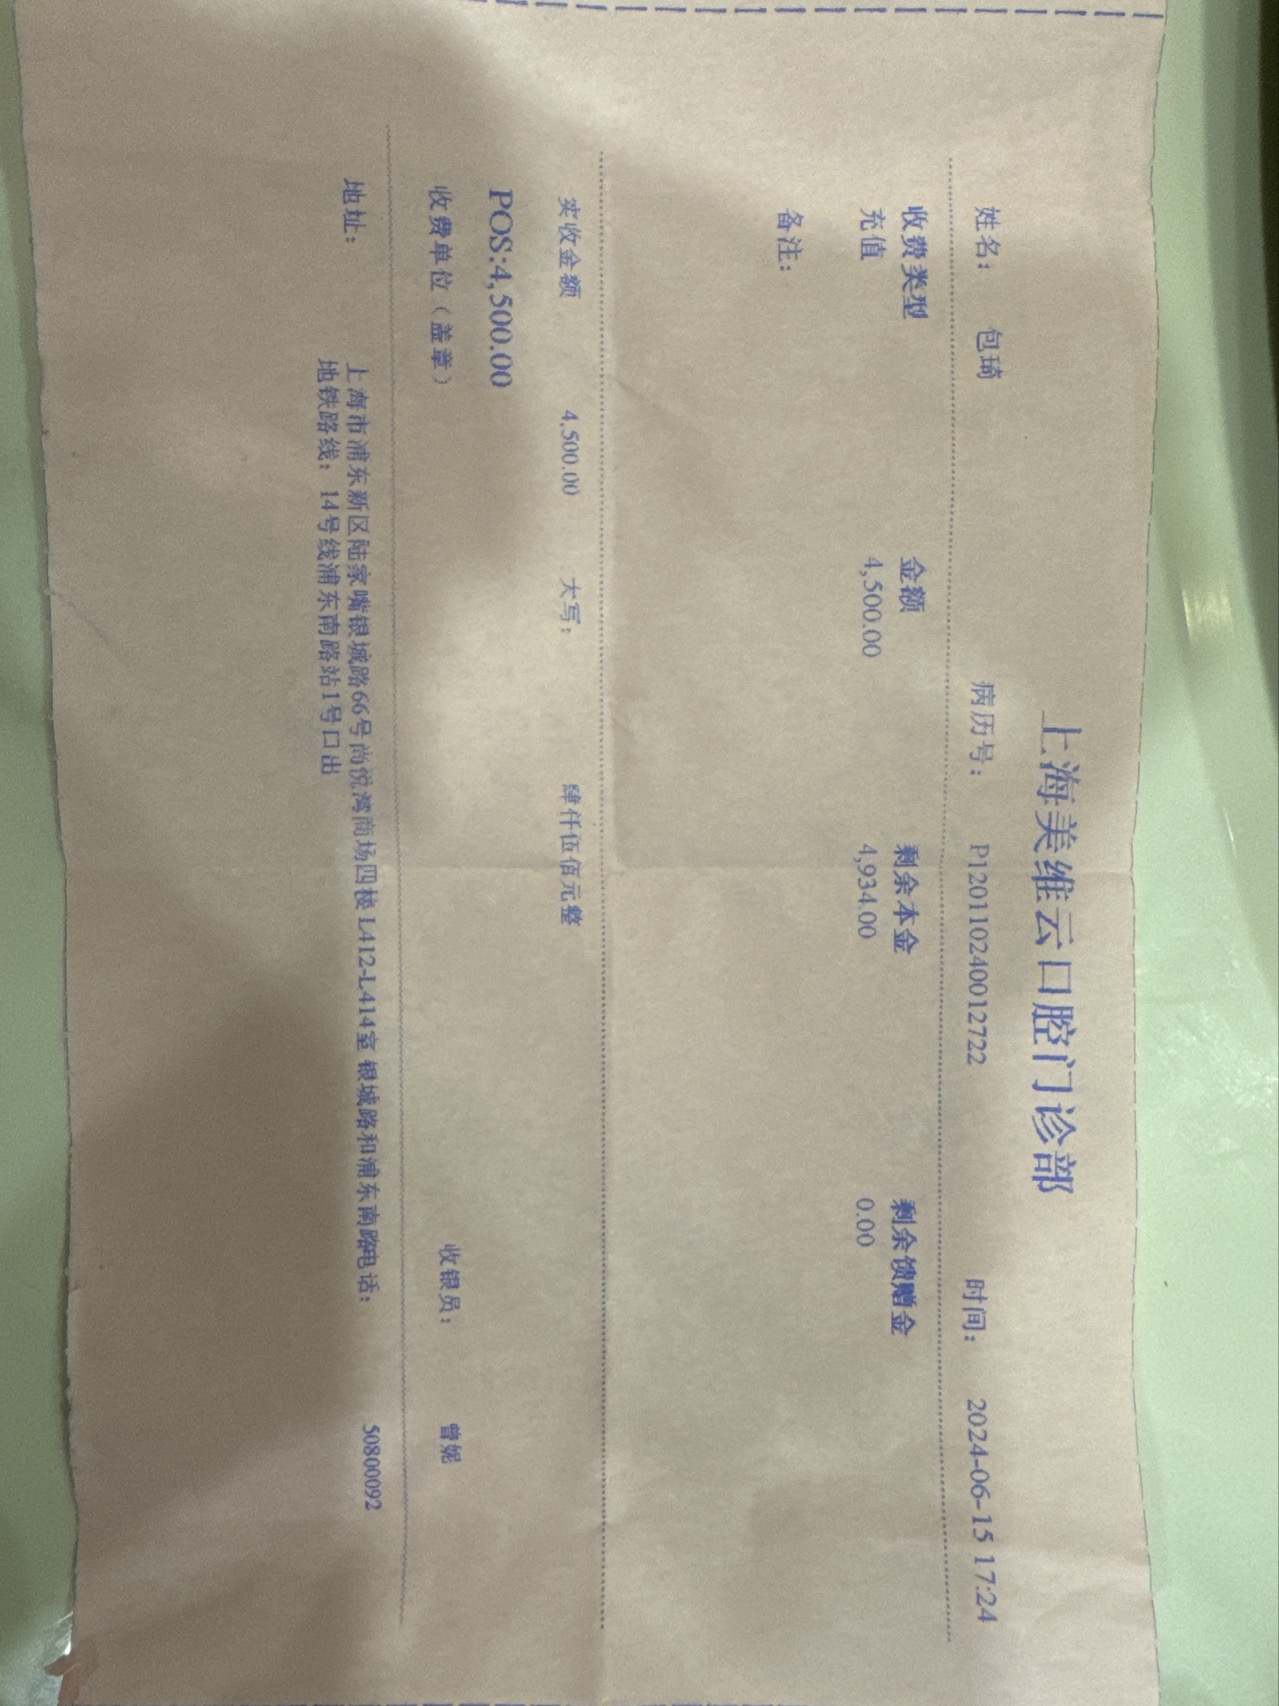 上海美维云口腔门诊部
姓名： 包琦 病历号： P12011024001272​2 时间： 2024-06-15 17:24
收费类型 金额 剩余本金 剩余馈赠金
充值 4,500.00 4,934.00 0.00
备注：
实收金额 4,500.00 大写： 肆仟伍佰元整
POS:4,500.00
收费单位（盖章） 收银员： 曾妮
地址： 上海市浦东新区陆家嘴银城路66号尚悦湾商场四楼L412-L414室 银城路和浦东南路电话： 50800092
地铁路线：14号线浦东南路站1号口出